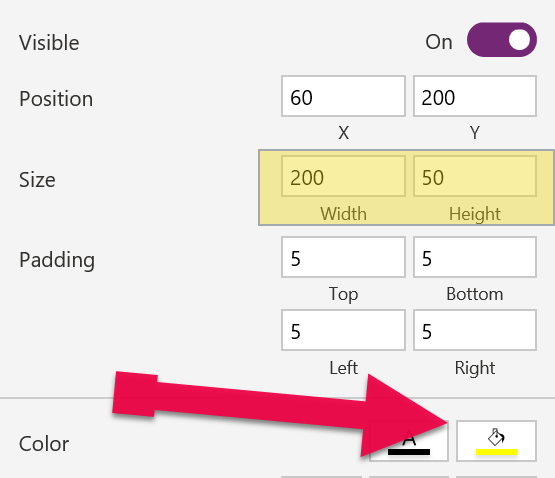 Visible On
Position 60 200
X Y
Size 200 50
Width Height
Padding 5 5
Top Bottom
5 5
Left Right
Color A